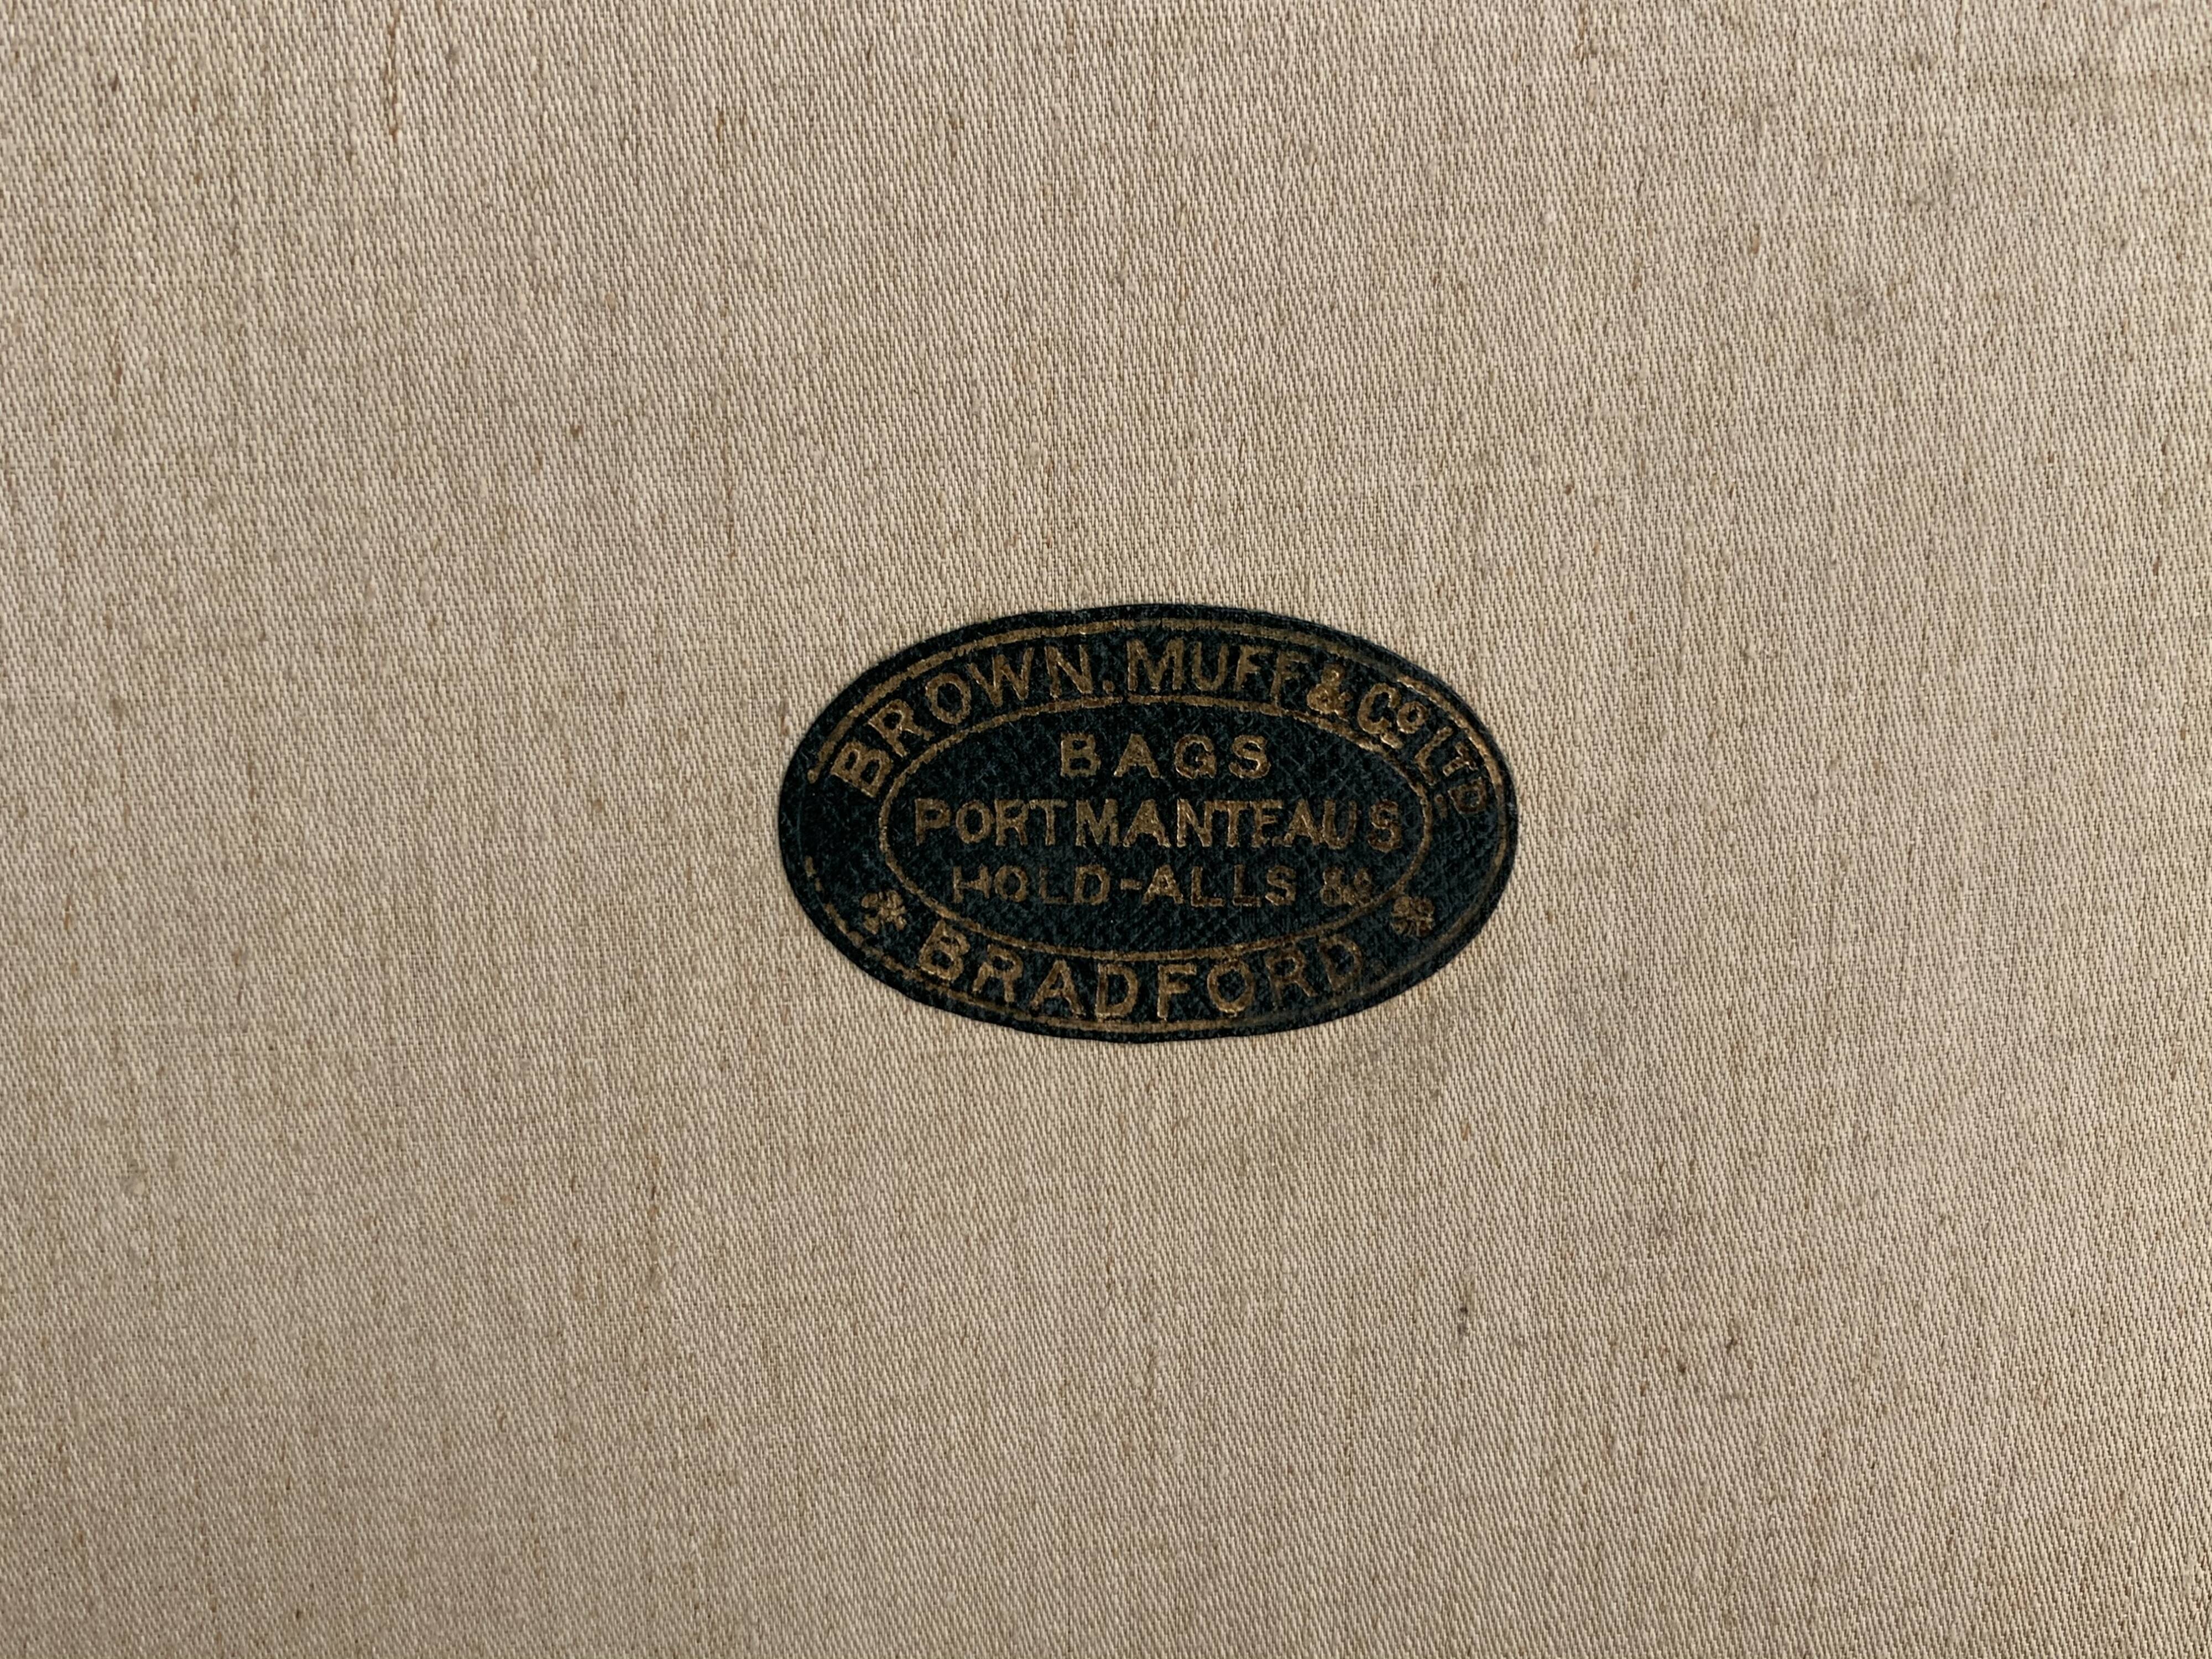 BROWN, MUFF & Co LTD
BAGS
PORTMANTEAUS
HOLD-ALLS &c
BRADFORD.